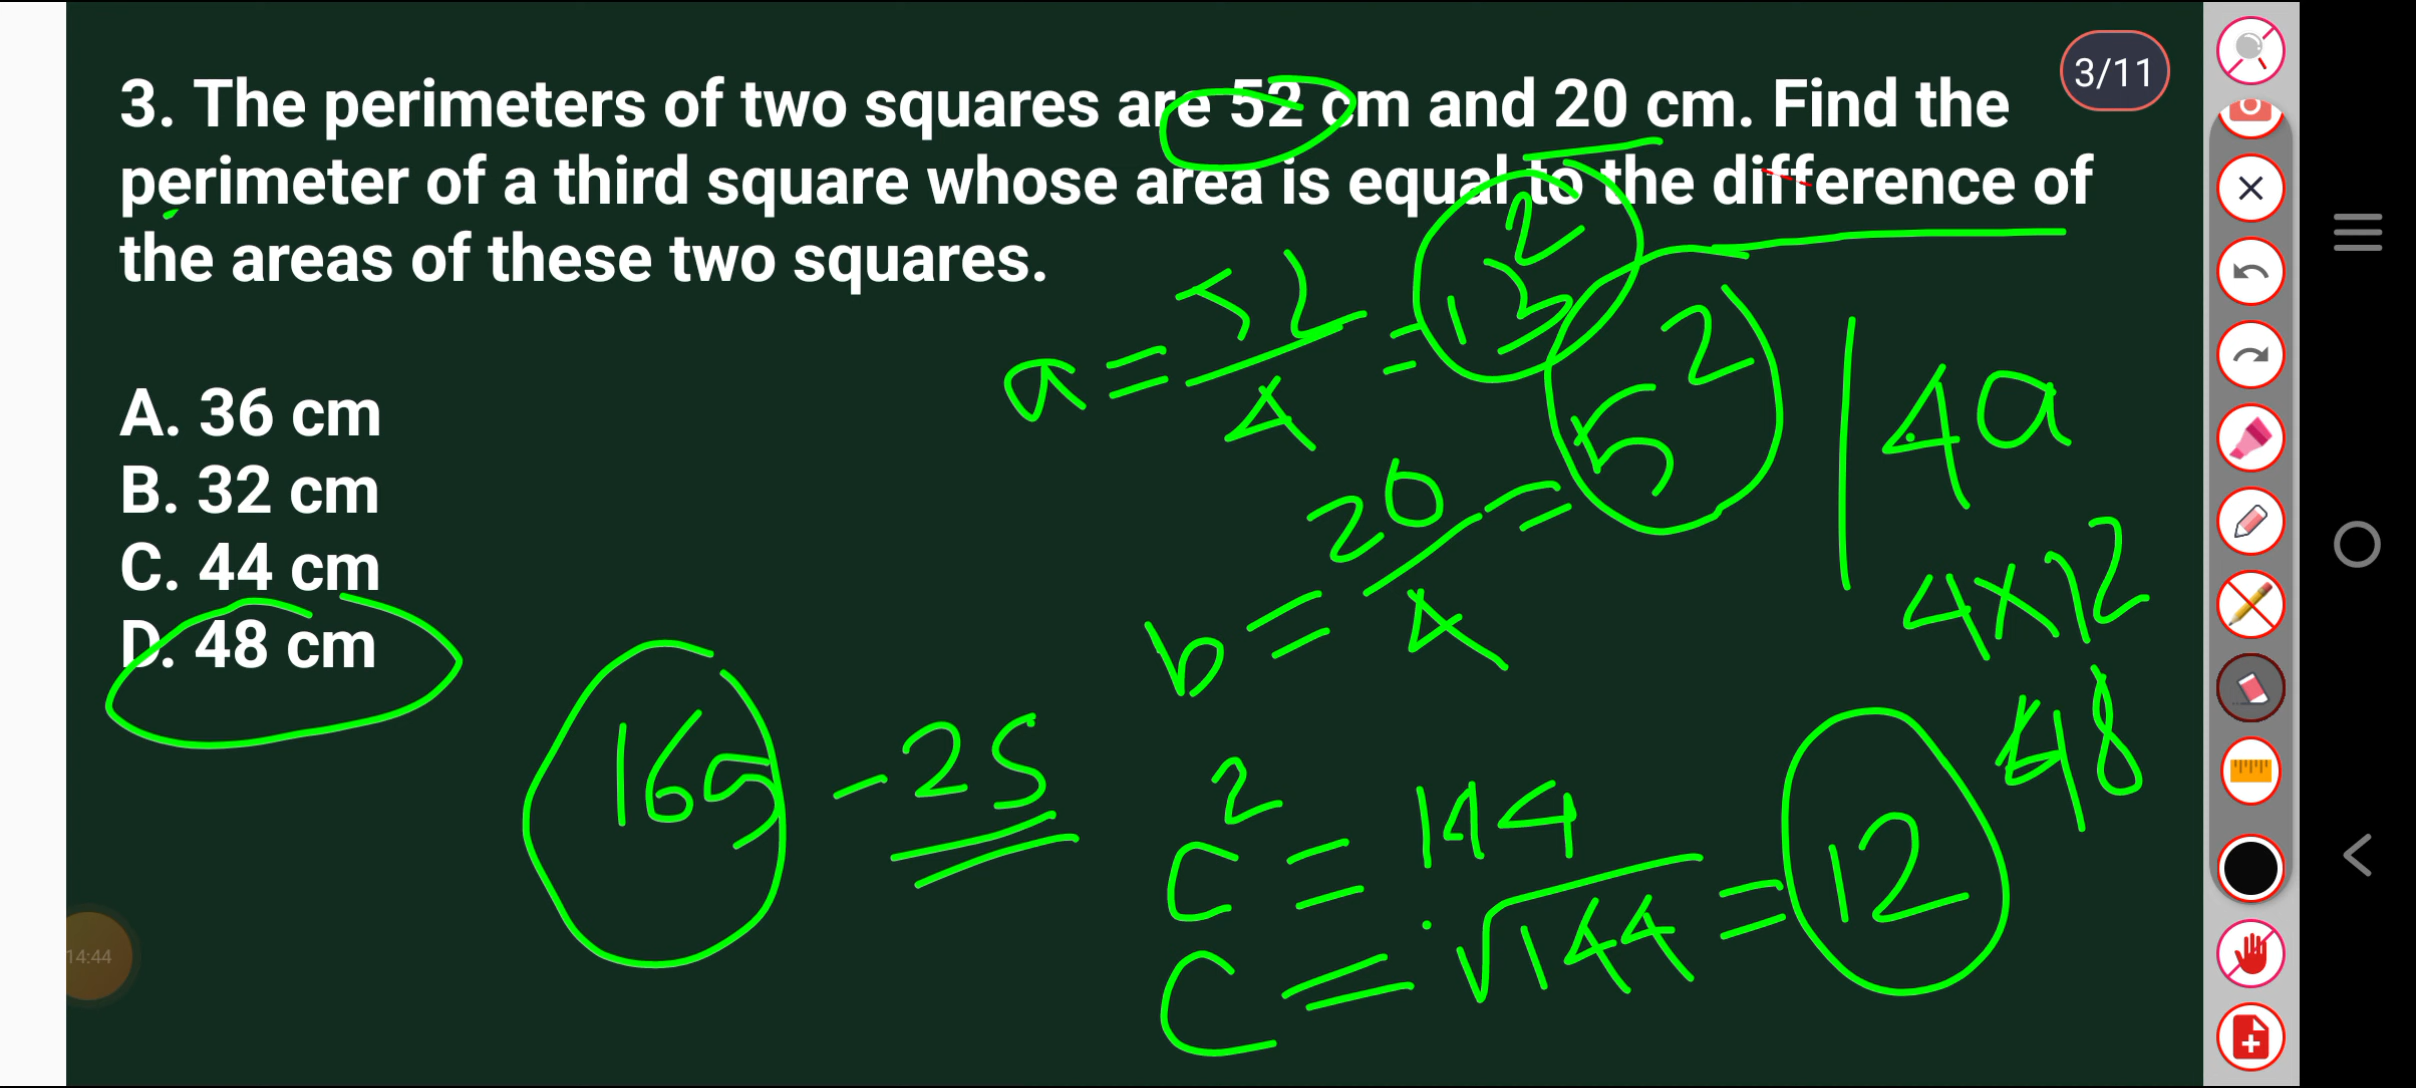 3/11
3. The perimeters of two squares are 52 cm and 20 cm. Find the
perimeter of a third square whose area is equal to the difference of
the areas of these two squares.
A. 36 cm
B. 32 cm
C. 44 cm
D. 48 cm
a = 52/4 = 13²
b = 20/4 = 5²
169 - 25
c² = 144
c = √144 = 12
4a
4×12
48
14:44